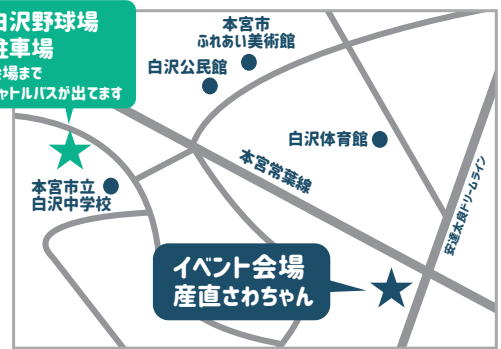 白沢野球場
駐車場
会場まで
シャトルバスが出てます
本宮市
ふれあい美術館
白沢公民館
白沢体育館
本宮常葉線
安達太良ドリームライン
本宮市立
白沢中学校
イベント会場
産直さわちゃん